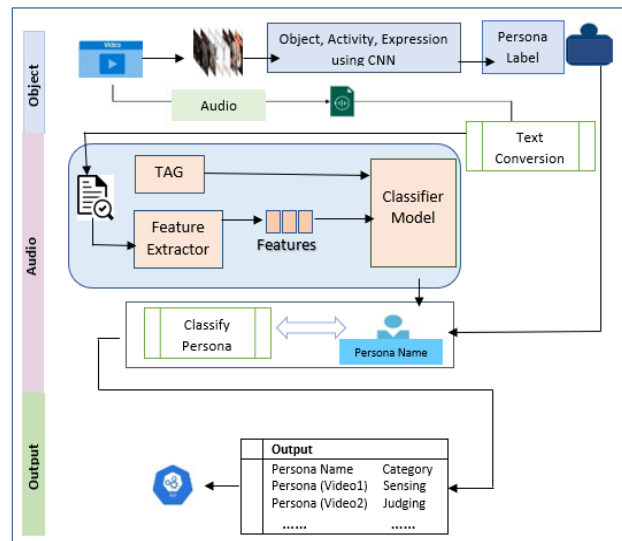 Video
Object, Activity, Expression
using CNN
Persona
Label
Object
Audio
Text
Conversion
Audio
TAG
Feature
Extractor
Features
Classifier
Model
Classify
Persona
Persona Name
Output
Output
Persona Name Category
Persona (Video1) Sensing
Persona (Video2) Judging
...... ......